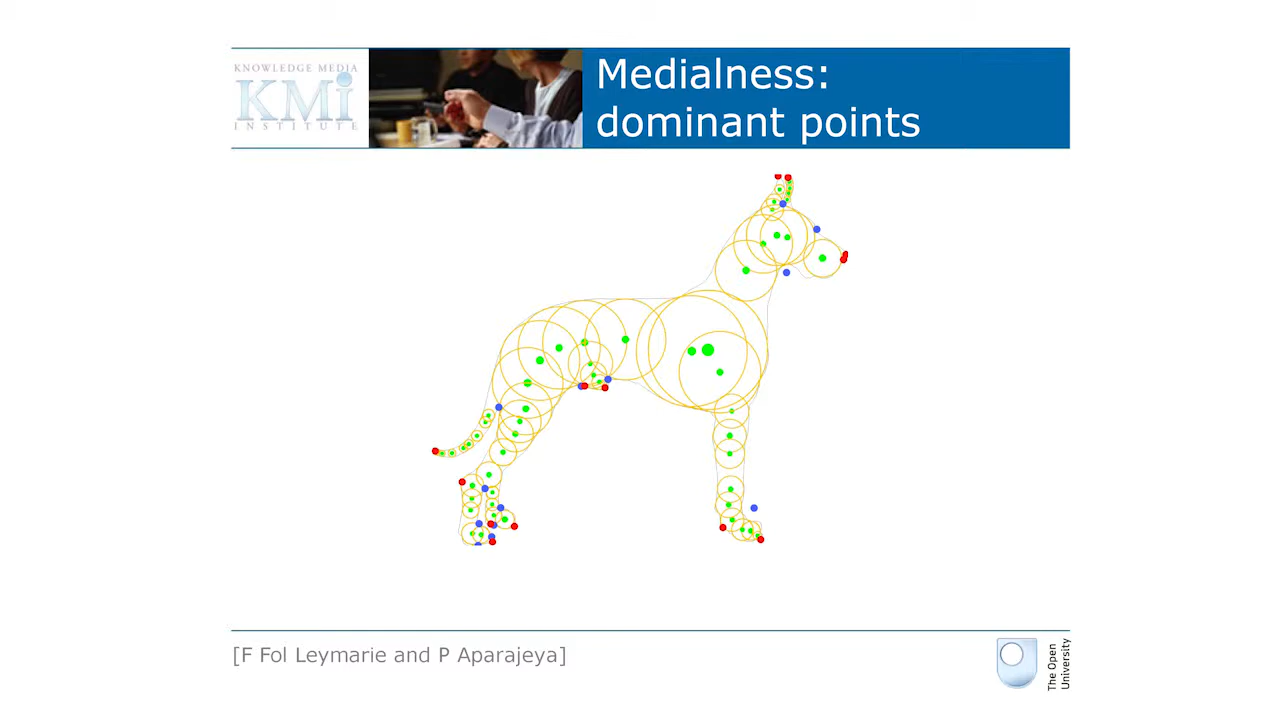 KNOWLEDGE MEDIA
KMi
INSTITUTE
Medialness:
dominant points
[F Fol Leymarie and P Aparajeya]
The Open
University